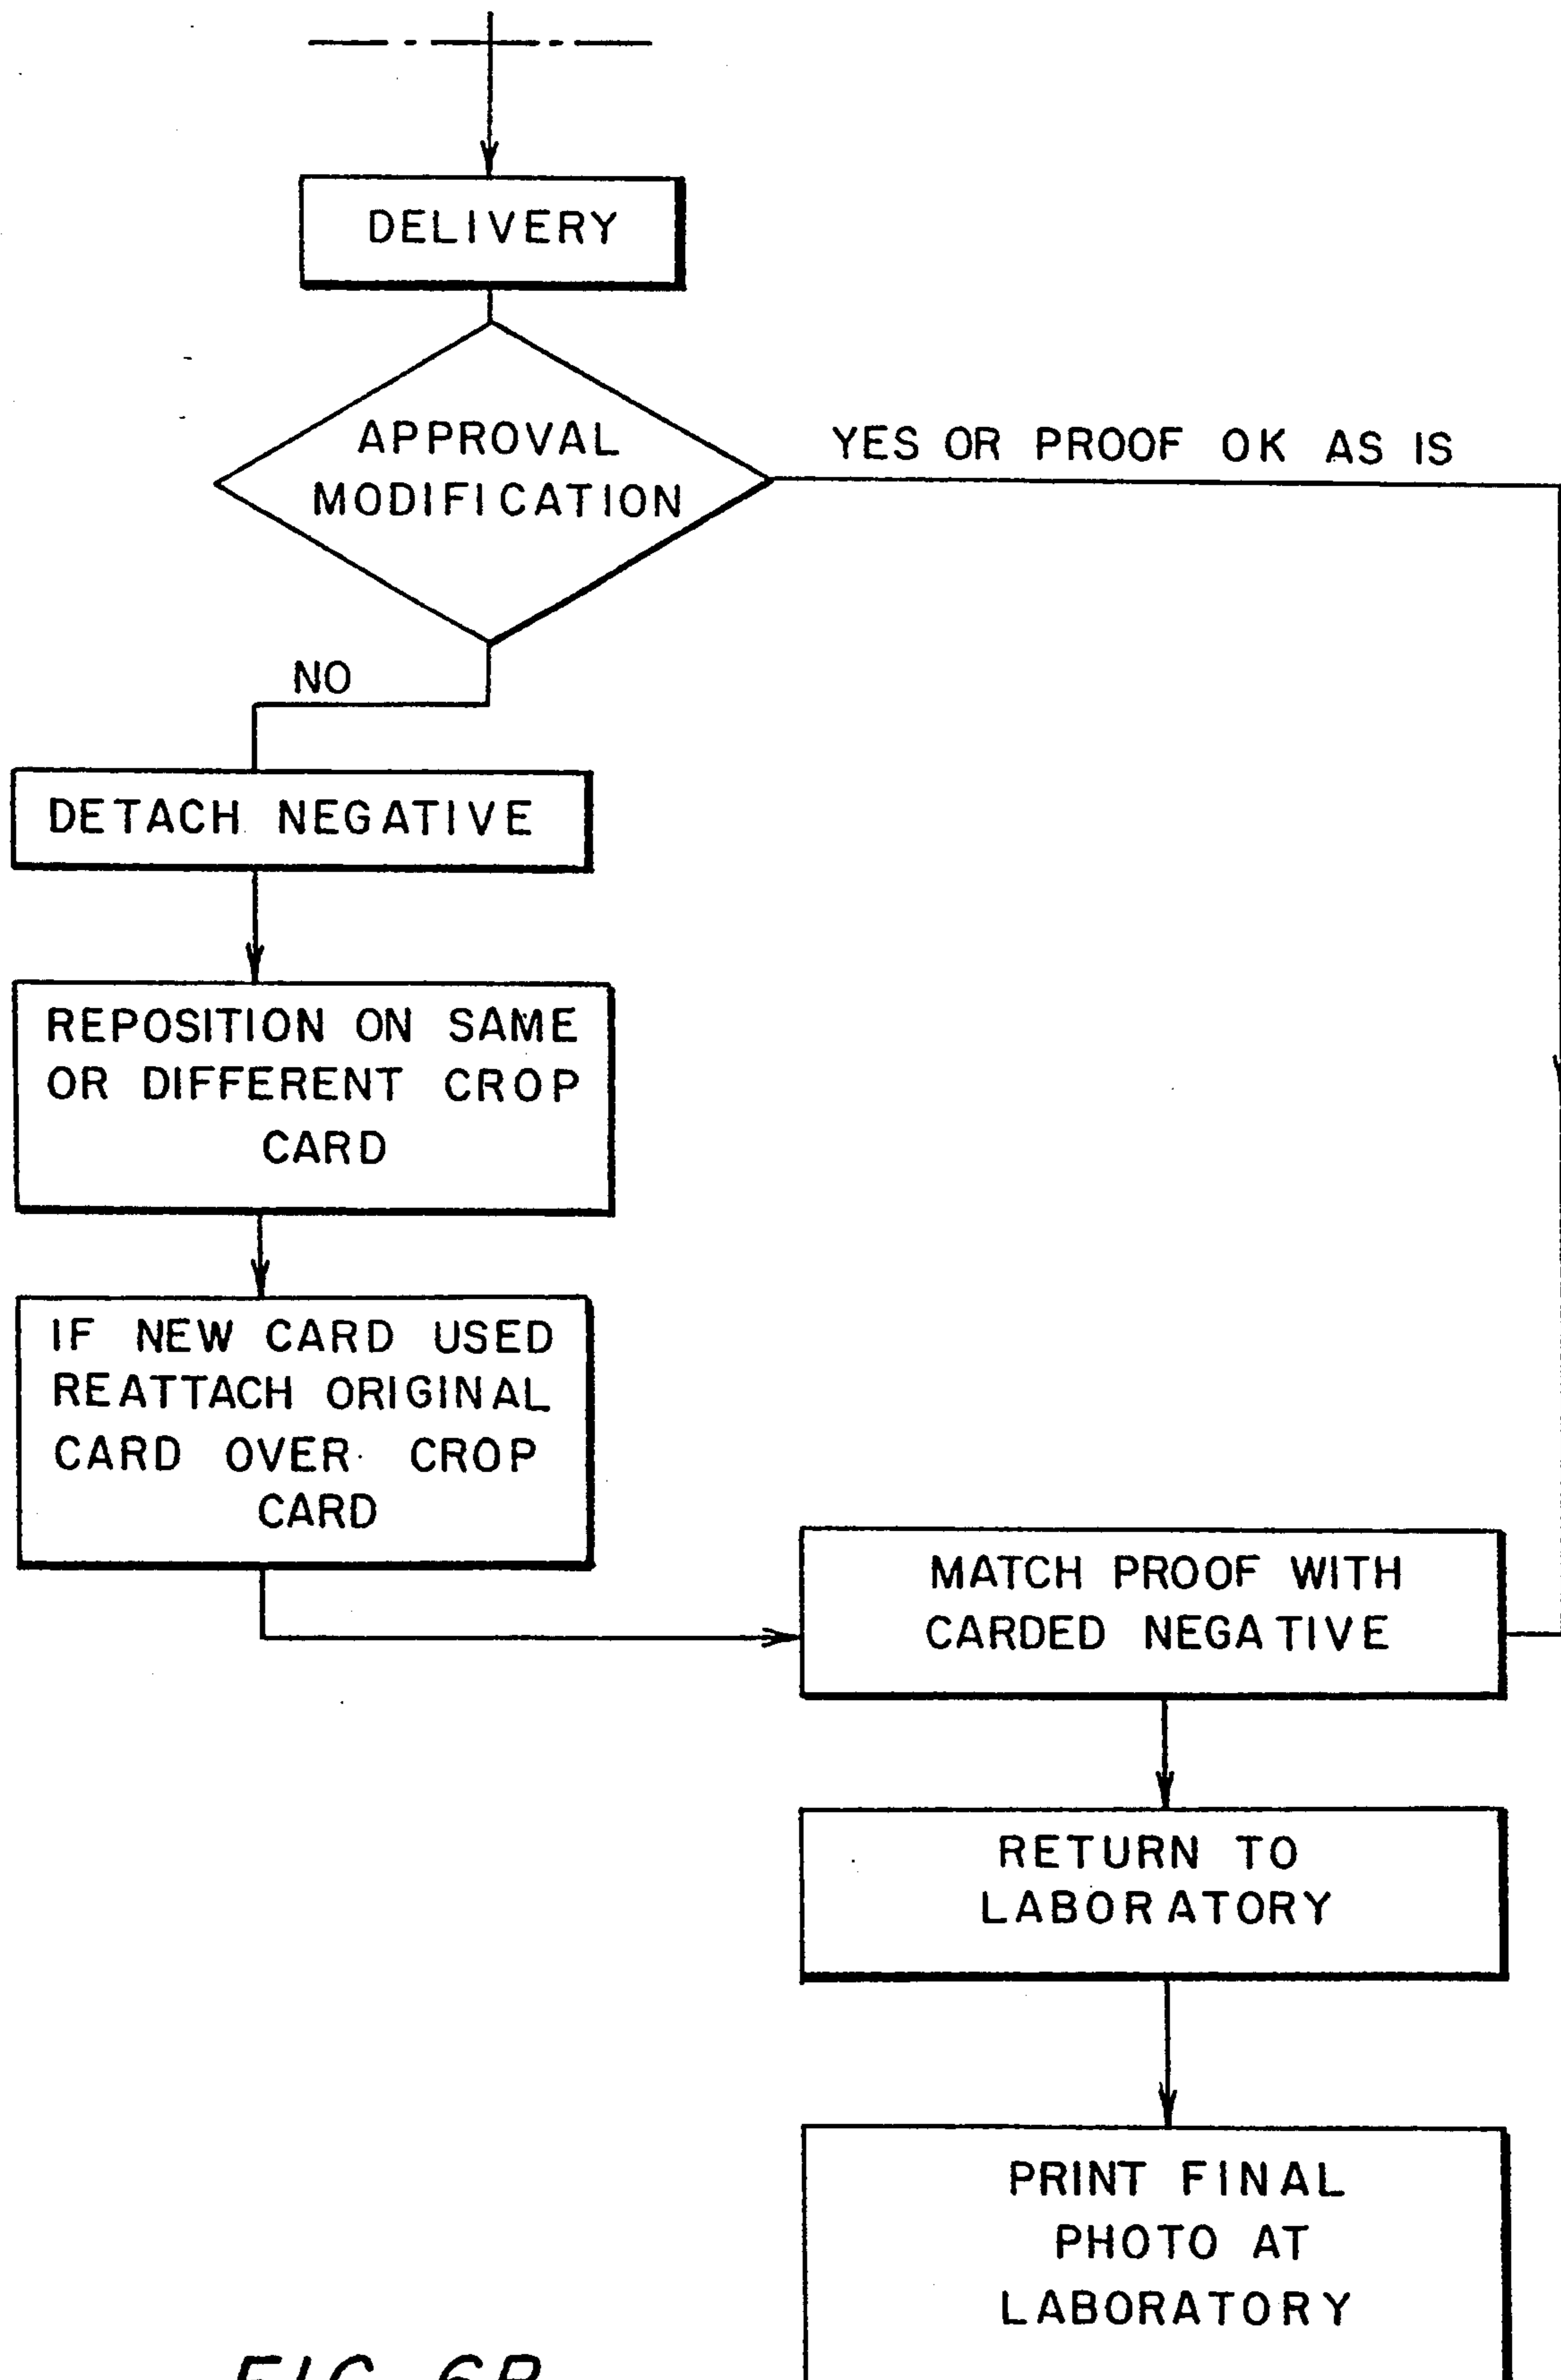 DELIVERY
APPROVAL
MODIFICATION
YES OR PROOF OK AS IS
NO
DETACH NEGATIVE
REPOSITION ON SAME
OR DIFFERENT CROP
CARD
IF NEW CARD USED
REATTACH ORIGINAL
CARD OVER CROP
CARD
MATCH PROOF WITH
CARDED NEGATIVE
RETURN TO
LABORATORY
PRINT FINAL
PHOTO AT
LABORATORY
FIG. 6B